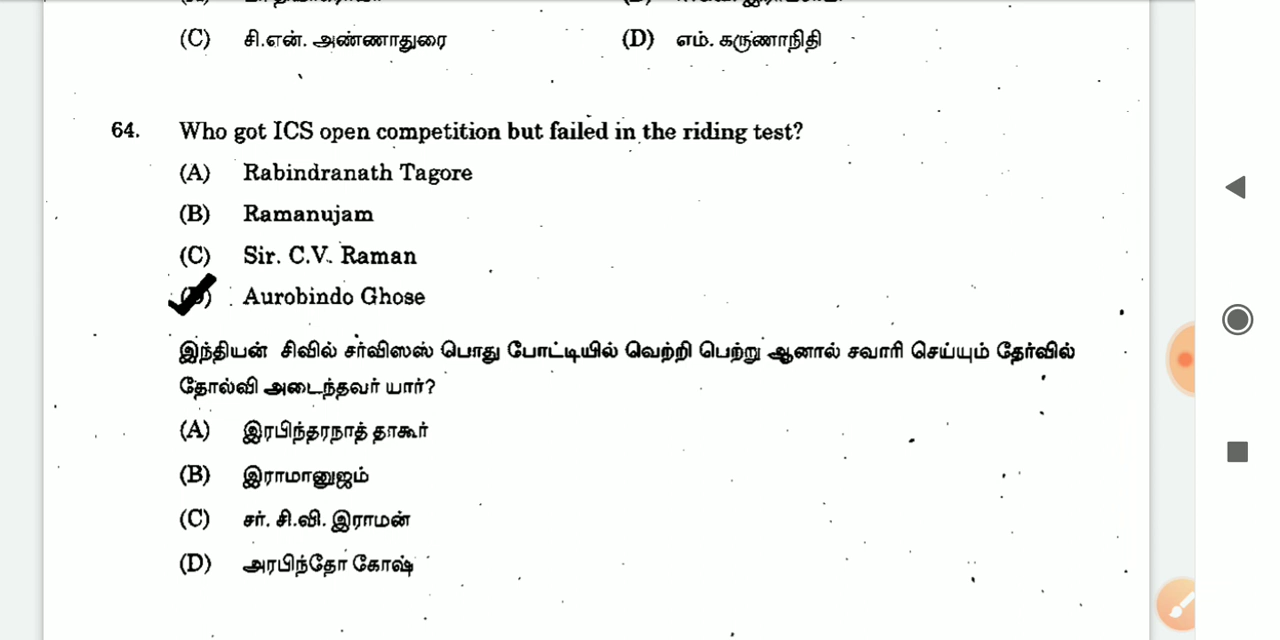 (C) சி.என். அண்ணாதுரை (D) எம். கருணாநிதி
64. Who got ICS open competition but failed in the riding test?
(A) Rabindranath Tagore
(B) Ramanujam
(C) Sir. C.V. Raman
Aurobindo Ghose
இந்தியன் சிவில் சர்விஸஸ் பொது போட்டியில் வெற்றி பெற்று ஆனால் சவாரி செய்யும் தேர்வில்
தோல்வி அடைந்தவர் யார்?
(A) இரபிந்தரநாத் தாகூர்
(B) இராமானுஜம்
(C) சர். சி.வி. இராமன்
(D) அரபிந்தோ கோஷ்